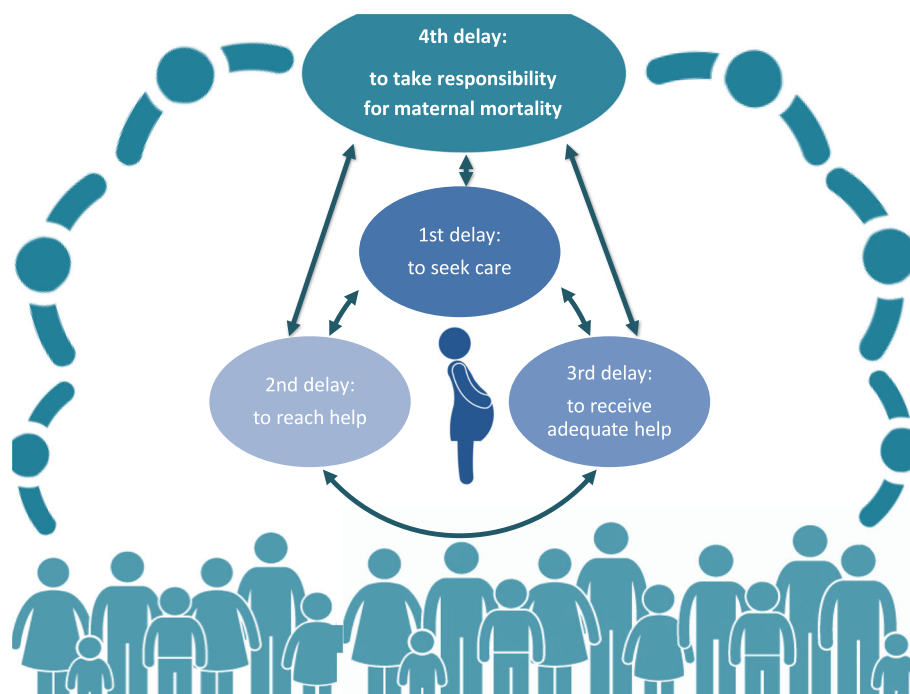 4th delay:
to take responsibility
for maternal mortality
1st delay:
to seek care
2nd delay:
to reach help
3rd delay:
to receive
adequate help